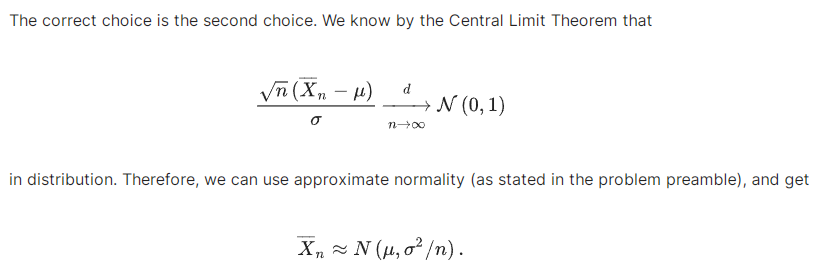 The correct choice is the second choice. We know by the Central Limit Theorem that
√n (X̅ₙ − μ) / σ →ᵈₙ→∞ 𝒩 (0, 1)
in distribution. Therefore, we can use approximate normality (as stated in the problem preamble), and get
X̅ₙ ≈ N (μ, σ²/n) .